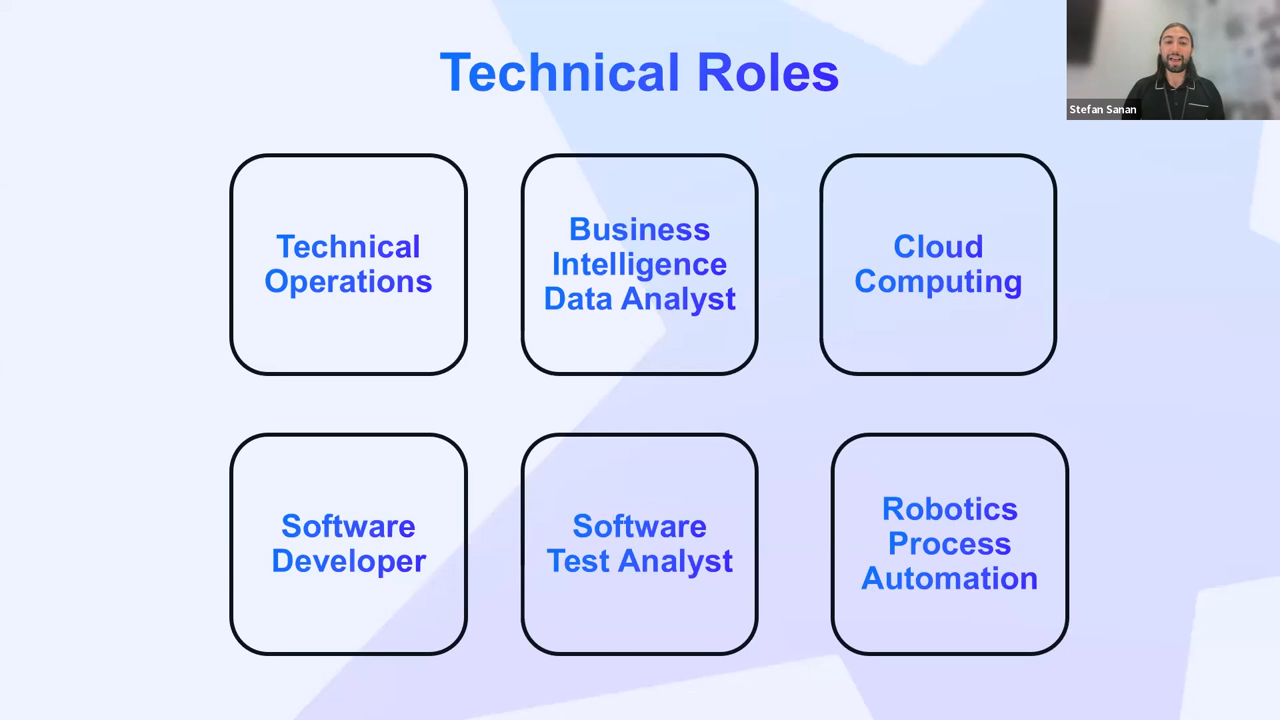 Technical Roles
Stefan Sanan
Technical
Operations
Business
Intelligence
Data Analyst
Cloud
Computing
Software
Developer
Software
Test Analyst
Robotics
Process
Automation